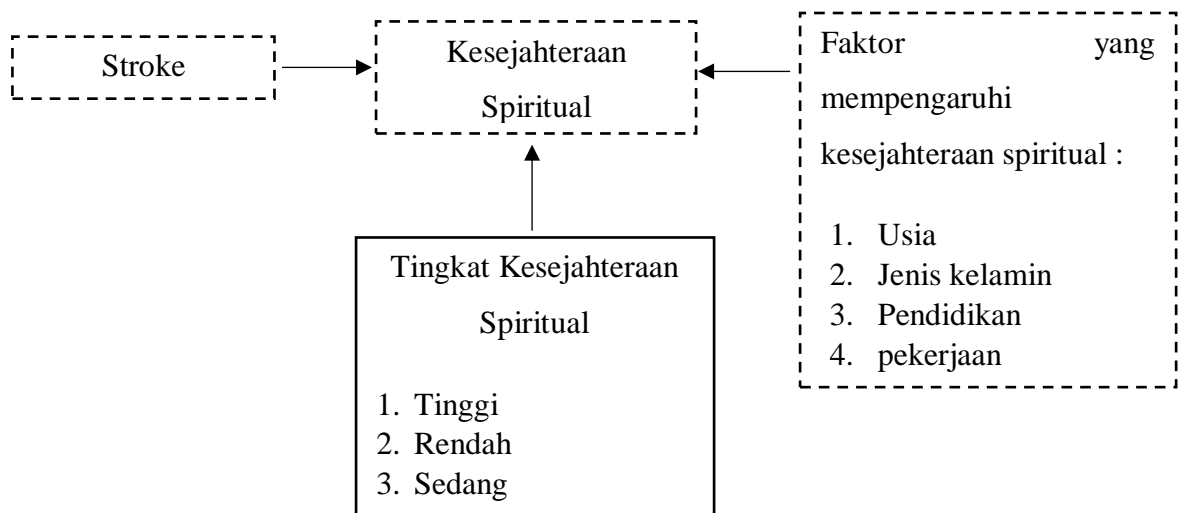 Stroke
Kesejahteraan
Spiritual
Faktor yang
mempengaruhi
kesejahteraan spiritual :
1. Usia
2. Jenis kelamin
3. Pendidikan
4. pekerjaan
Tingkat Kesejahteraan
Spiritual
1. Tinggi
2. Rendah
3. Sedang